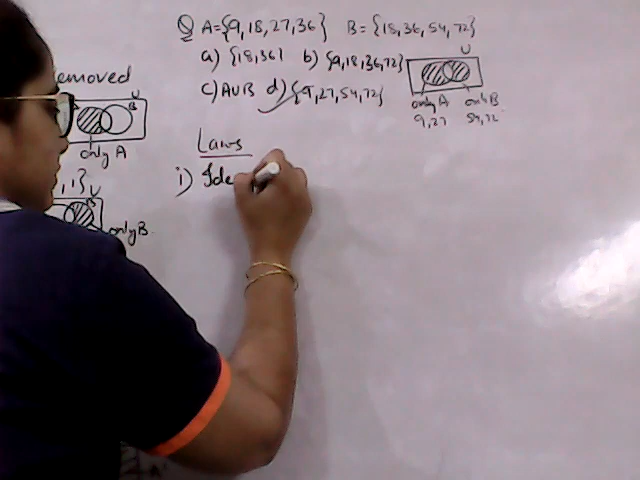 Q A={9,18,27,36} B={18,36,54,72}
a) {18,36} b) {9,18,36,72}
c) A∪B d) {9,27,54,72}
U
only A only B
9,27 54,72
emoved
U
B
only A
,1}
U
B
only B
Laws
i) Ide